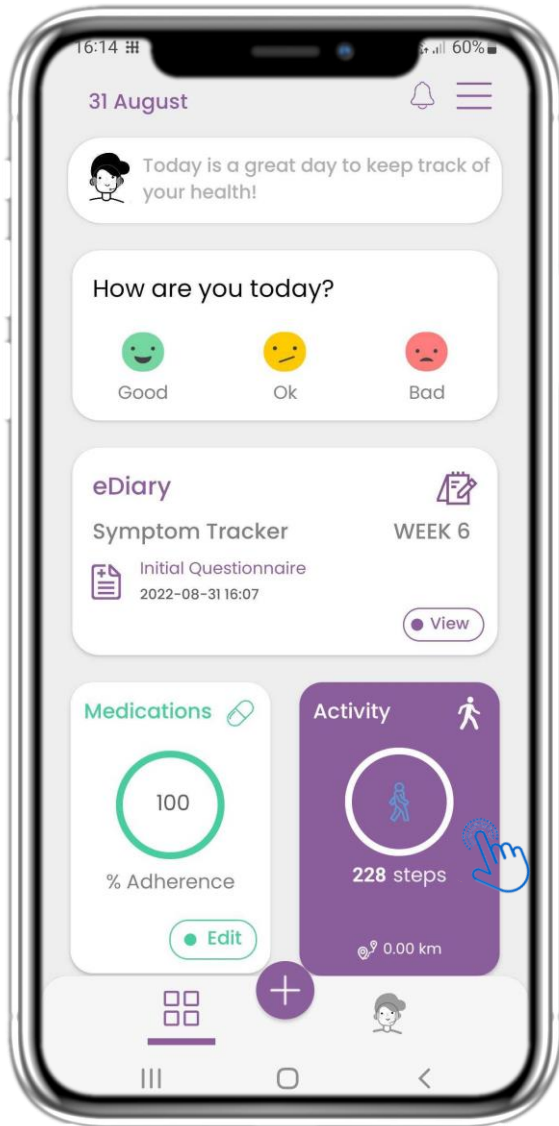 16:14 60%
31 August
Today is a great day to keep track of
your health!
How are you today?
Good Ok Bad
eDiary
Symptom Tracker WEEK 6
Initial Questionnaire
2022-08-31 16:07
View
Medications
100
% Adherence
Edit
Activity
228 steps
0.00 km